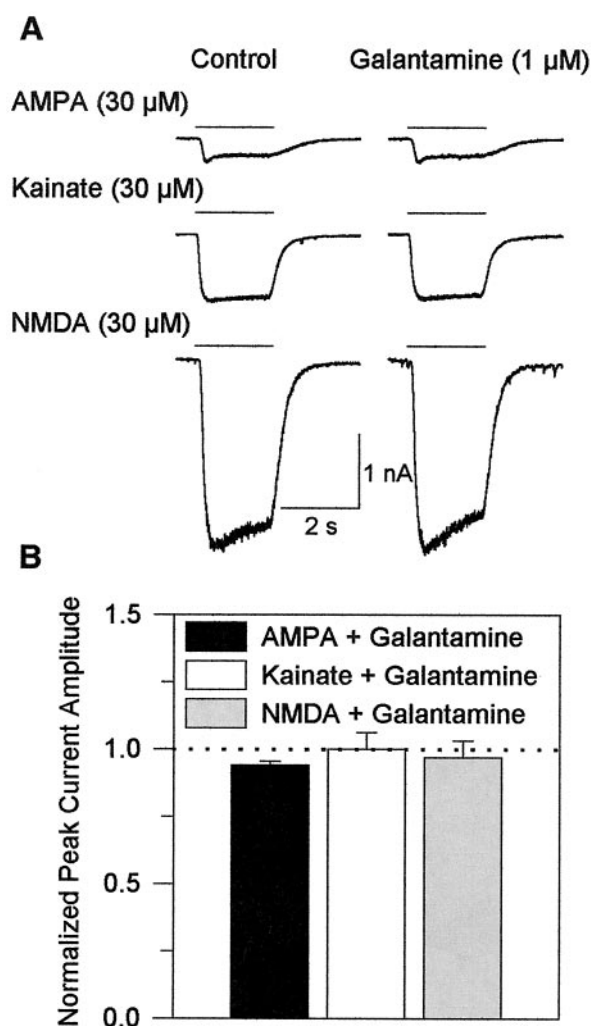 A
Control Galantamine (1 µM)
AMPA (30 µM)
Kainate (30 µM)
NMDA (30 µM)
1 nA
2 s
B
Normalized Peak Current Amplitude
1.5
AMPA + Galantamine
Kainate + Galantamine
NMDA + Galantamine
1.0
0.5
0.0